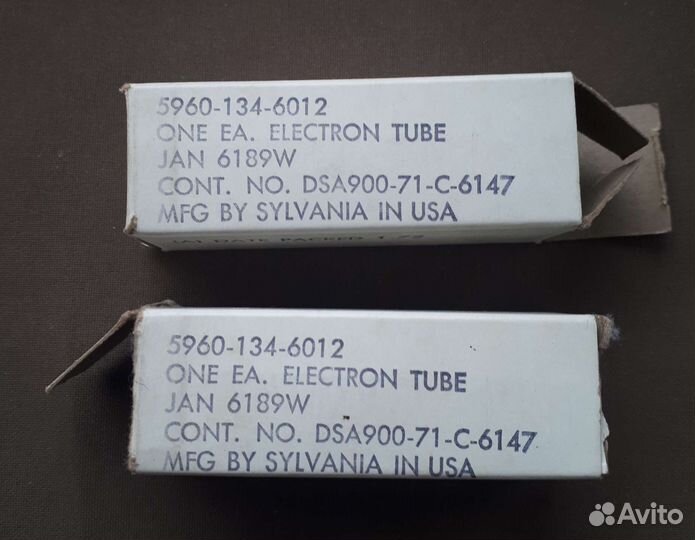 5960-134-6012
ONE EA. ELECTRON TUBE
JAN 6189W
CONT. NO. DSA900-71-C-6147
MFG BY SYLVANIA IN USA
DATE PACKED
5960-134-6012
ONE EA. ELECTRON TUBE
JAN 6189W
CONT. NO. DSA900-71-C-6147
MFG BY SYLVANIA IN USA
Avito